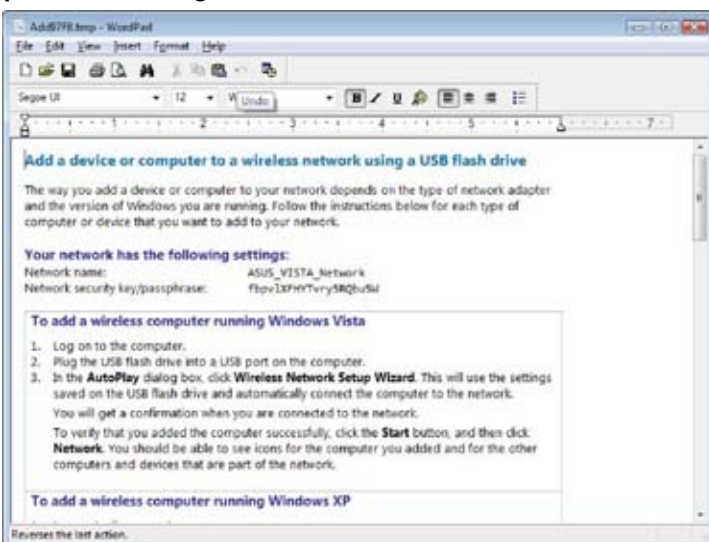 Add87F8.tmp - WordPad
File Edit View Insert Format Help
Segoe UI 12 Undo
1 2 3 4 5 7
Add a device or computer to a wireless network using a USB flash drive
The way you add a device or computer to your network depends on the type of network adapter
and the version of Windows you are running. Follow the instructions below for each type of
computer or device that you want to add to your network.
Your network has the following settings:
Network name: ASUS_VISTA_Network
Network security key/passphrase:
To add a wireless computer running Windows Vista
1. Log on to the computer.
2. Plug the USB flash drive into a USB port on the computer.
3. In the AutoPlay dialog box, click Wireless Network Setup Wizard. This will use the settings
saved on the USB flash drive and automatically connect the computer to the network.
You will get a confirmation when you are connected to the network.
To verify that you added the computer successfully, click the Start button, and then click
Network. You should be able to see icons for the computer you added and for the other
computers and devices that are part of the network.
To add a wireless computer running Windows XP
Reverses the last action.